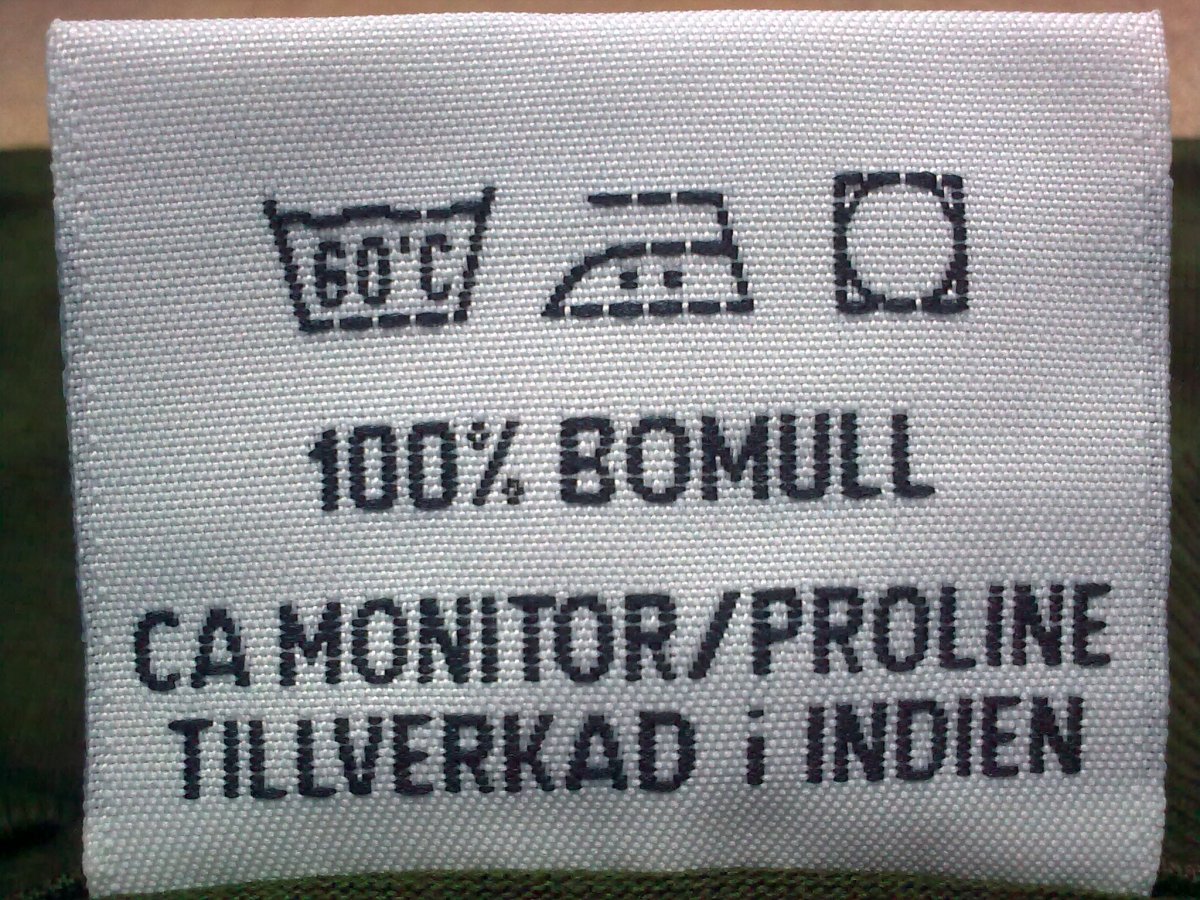 60°C
100% BOMULL
CA MONITOR/PROLINE
TILLVERKAD i INDIEN